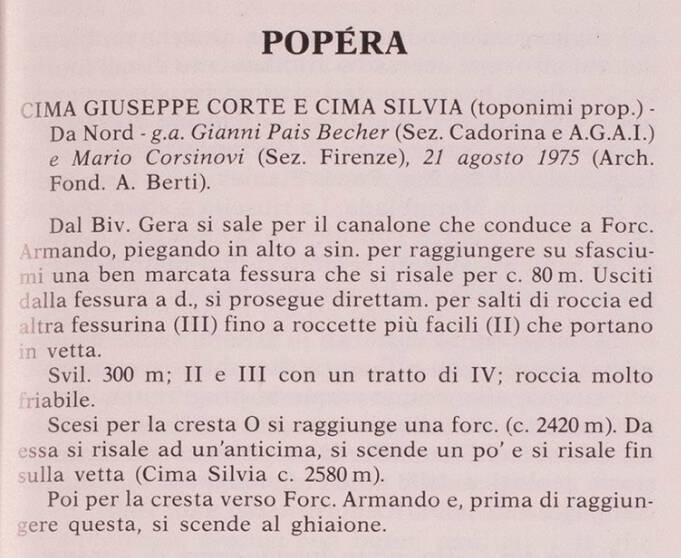 POPÉRA
CIMA GIUSEPPE CORTE E CIMA SILVIA (toponimi prop.) -
Da Nord - g.a. Gianni Pais Becher (Sez. Cadorina e A.G.A.I.)
e Mario Corsinovi (Sez. Firenze), 21 agosto 1975 (Arch.
Fond. A. Berti).
Dal Biv. Gera si sale per il canalone che conduce a Forc.
Armando, piegando in alto a sin. per raggiungere su sfasciu-
mi una ben marcata fessura che si risale per c. 80 m. Usciti
dalla fessura a d., si prosegue direttam. per salti di roccia ed
altra fessurina (III) fino a roccette più facili (II) che portano
in vetta.
Svil. 300 m; II e III con un tratto di IV; roccia molto
friabile.
Scesi per la cresta O si raggiunge una forc. (c. 2420 m). Da
essa si risale ad un'anticima, si scende un po' e si risale fin
sulla vetta (Cima Silvia c. 2580 m).
Poi per la cresta verso Forc. Armando e, prima di raggiun-
gere questa, si scende al ghiaione.